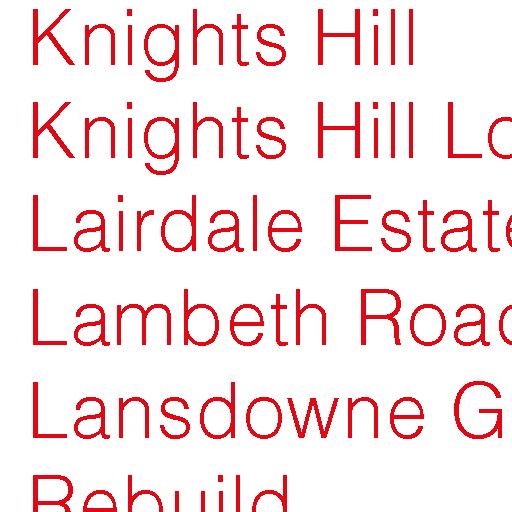 Knights Hill
Knights Hill Lo
Lairdale Estate
Lambeth Road
Lansdowne G
Rebuild